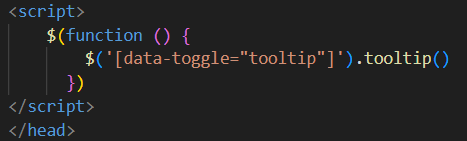 <script>
$(function () {
$('[data-toggle="tooltip"]').tooltip()
})
</script>
</head>